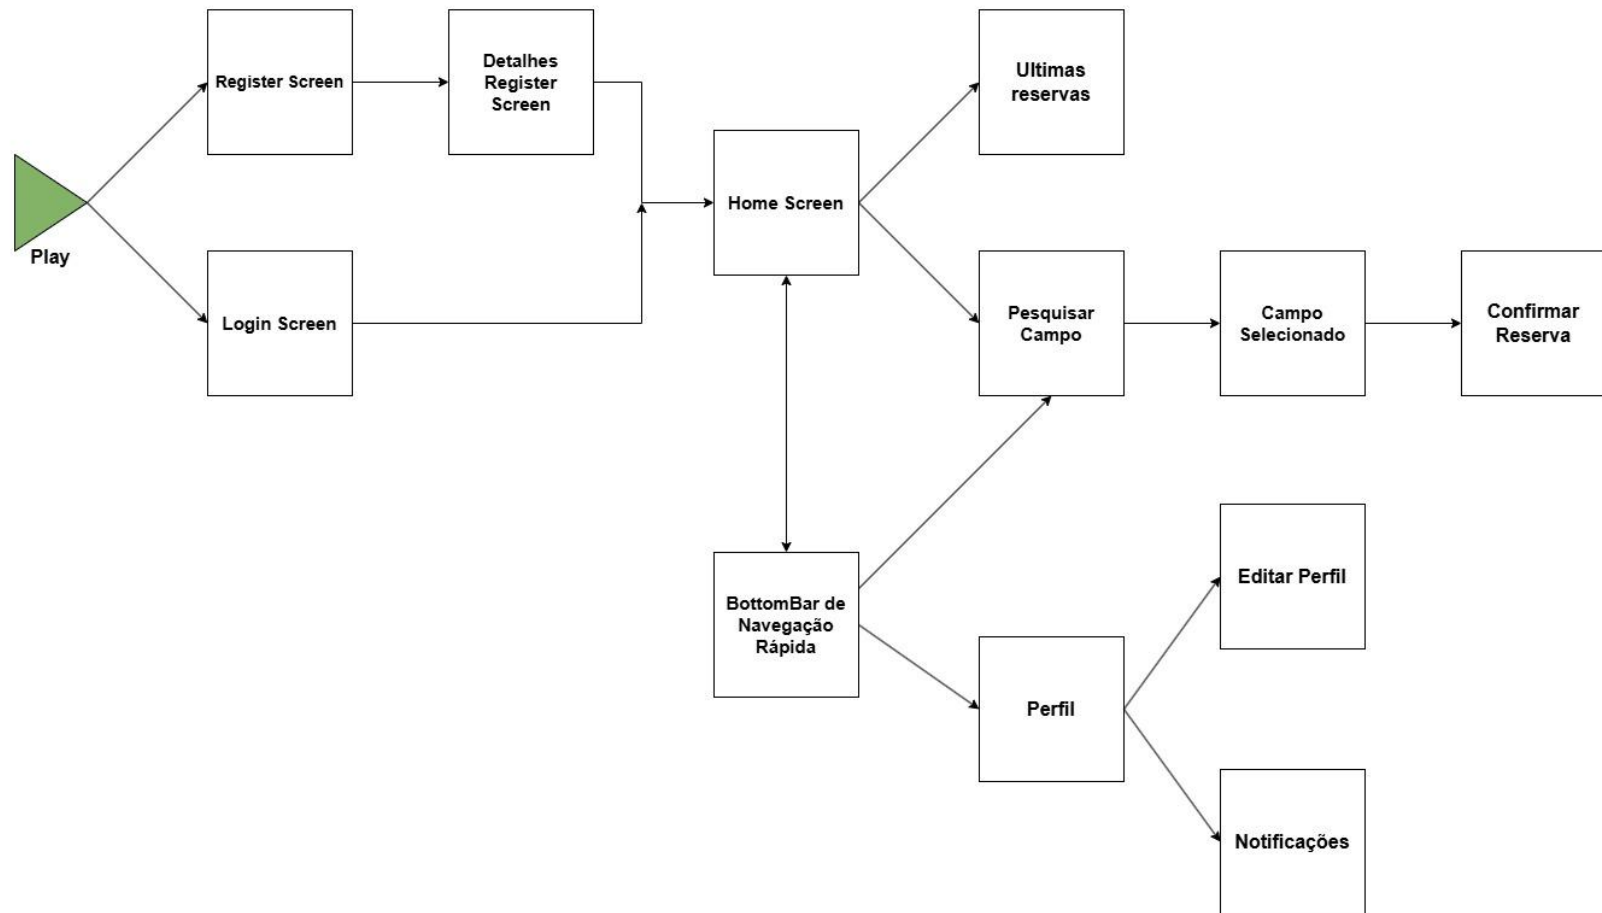 Register Screen
Detalhes
Register
Screen
Ultimas
reservas
Home Screen
Play
Login Screen
Pesquisar
Campo
Campo
Selecionado
Confirmar
Reserva
BottomBar de
Navegação
Rápida
Editar Perfil
Perfil
Notificações